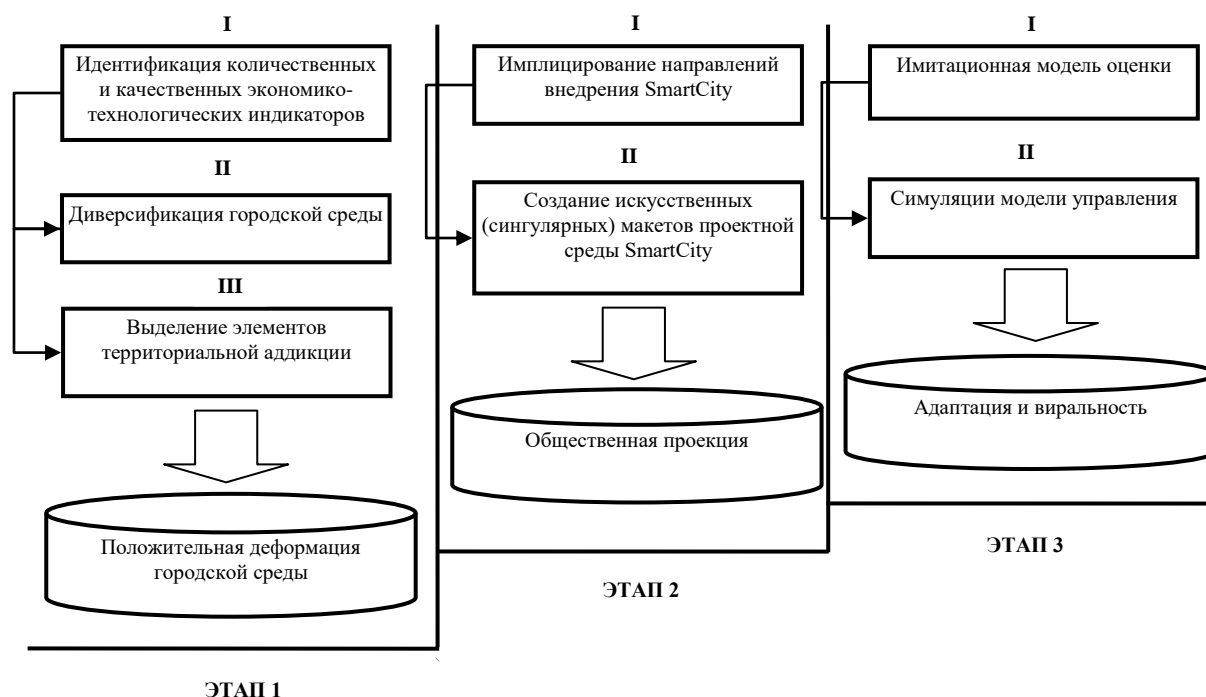 I
Идентификация количественных
и качественных экономико-
технологических индикаторов
II
Диверсификация городской среды
III
Выделение элементов
территориальной аддикции
Положительная деформация
городской среды
ЭТАП 1
I
Имплицирование направлений
внедрения SmartCity
II
Создание искусственных
(сингулярных) макетов проектной
среды SmartCity
Общественная проекция
ЭТАП 2
I
Имитационная модель оценки
II
Симуляции модели управления
Адаптация и виральность
ЭТАП 3